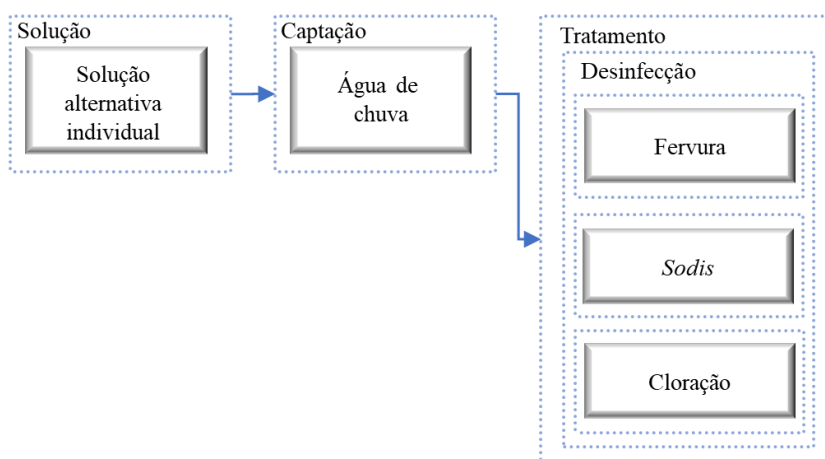 Solução
Solução
alternativa
individual
Captação
Água de
chuva
Tratamento
Desinfecção
Fervura
Sodis
Cloração